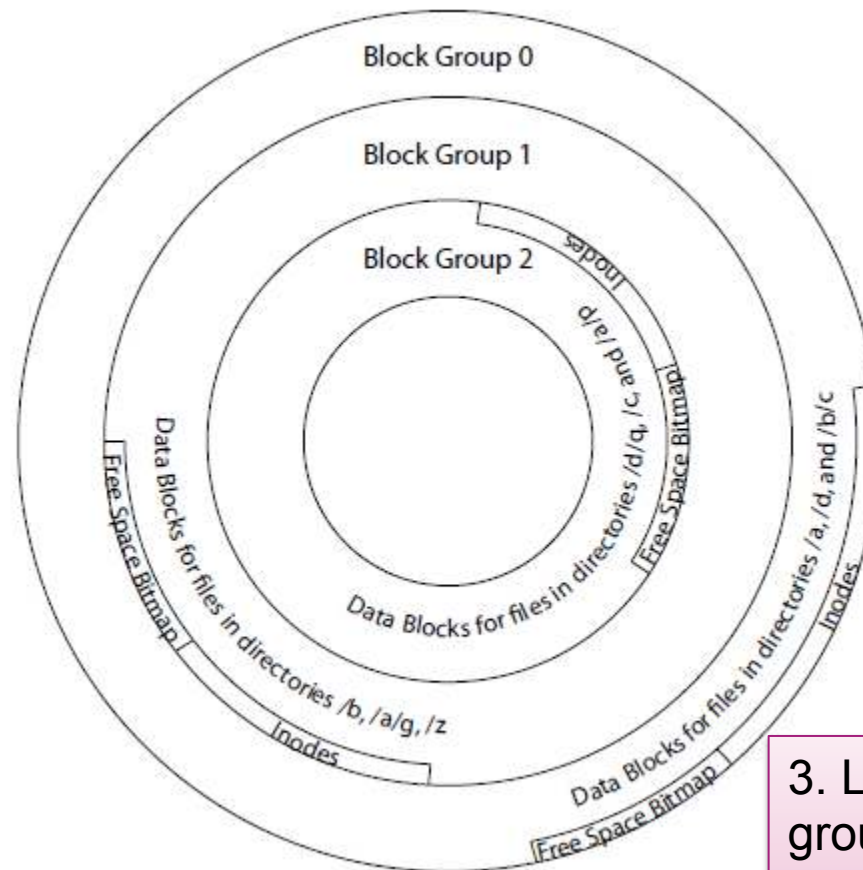 Block Group 0
Block Group 1
Block Group 2
Inodes
Data Blocks for files in directories /d/q, /c, and /a/p
Free Space Bitmap
Data Blocks for files in directories /b, /a/g, /z
Free Space Bitmap
Inodes
Data Blocks for files in directories /a, /d, and /b/c
Inodes
Free Space Bitmap
3. L
grou